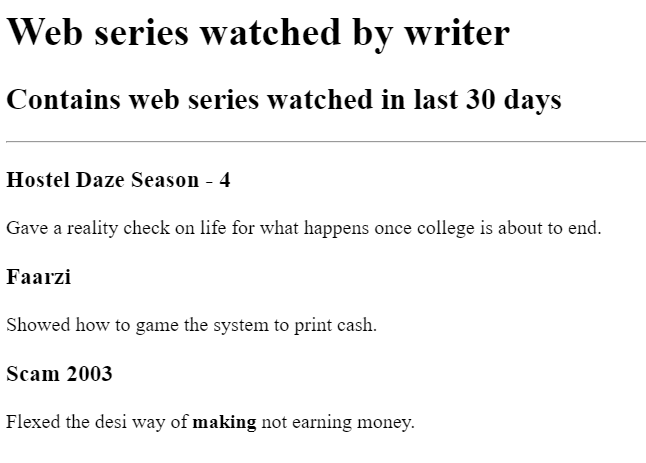 Web series watched by writer
Contains web series watched in last 30 days
Hostel Daze Season - 4
Gave a reality check on life for what happens once college is about to end.
Faarzi
Showed how to game the system to print cash.
Scam 2003
Flexed the desi way of making not earning money.